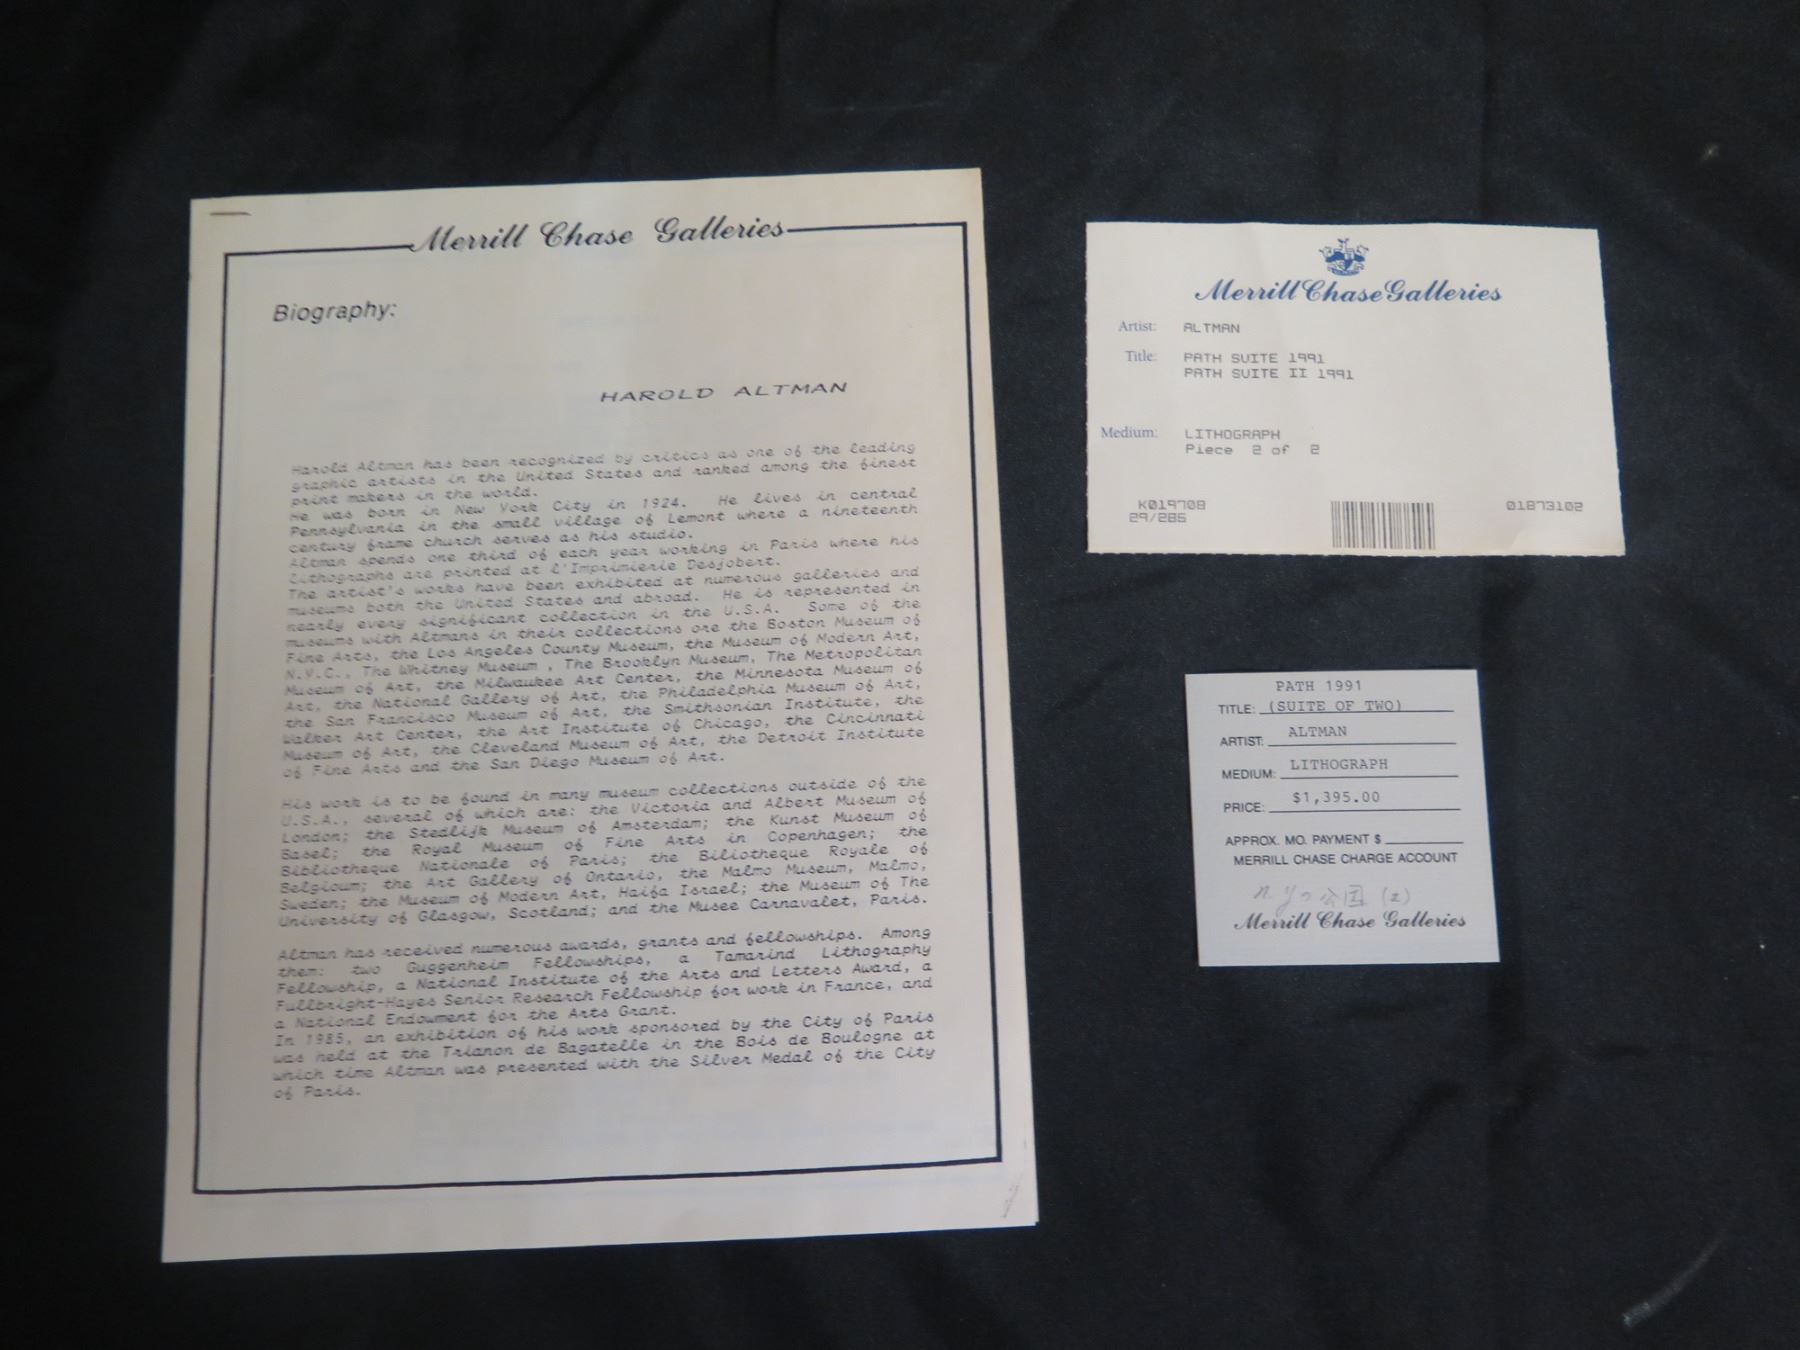 Merrill Chase Galleries
Biography:
HAROLD ALTMAN
Harold Altman has been recognized by critics as one of the leading
graphic artists in the United States and ranked among the finest
print makers in the world.
He was born in New York City in 1924. He lives in central
Pennsylvania in the small village of Lemont where a nineteenth
century frame church serves as his studio.
Altman spends one third of each year working in Paris where his
Lithographs are printed at l'Imprimierie Desjobert.
The artist's works have been exhibited at numerous galleries and
museums both the United States and abroad. He is represented in
nearly every significant collection in the U.S.A. Some of the
museums with Altmans in their collections are the Boston Museum of
Fine Arts, the Los Angeles County Museum, the Museum of Modern Art,
N.Y.C., The Whitney Museum , The Brooklyn Museum, The Metropolitan
Museum of Art, the Milwaukee Art Center, the Minnesota Museum of
Art, the National Gallery of Art, the Philadelphia Museum of Art,
the San Francisco Museum of Art, the Smithsonian Institute, the
Walker Art Center, the Art Institute of Chicago, the Cincinnati
Museum of Art, the Cleveland Museum of Art, the Detroit Institute
of Fine Arts and the San Diego Museum of Art.
His work is to be found in many museum collections outside of the
U.S.A., several of which are: the Victoria and Albert Museum of
London; the Stedlijk Museum of Amsterdam; the Kunst Museum of
Basel; the Royal Museum of Fine Arts in Copenhagen; the
Bibliotheque Nationale of Paris; the Biliotheque Royale of
Belgioum; the Art Gallery of Ontario, the Malmo Museum, Malmo,
Sweden; the Museum of Modern Art, Haifa Israel; the Museum of The
University of Glasgow, Scotland; and the Musee Carnavalet, Paris.
Altman has received numerous awards, grants and fellowships. Among
them: two Guggenheim Fellowships, a Tamarind Lithography
Fellowship, a National Institute of the Arts and Letters Award, a
Fullbright-Hayes Senior Research Fellowship for work in France, and
a National Endowment for the Arts Grant.
In 1985, an exhibition of his work sponsored by the City of Paris
was held at the Trianon de Bagatelle in the Bois de Boulogne at
which time Altman was presented with the Silver Medal of the City
of Paris.
Merrill Chase Galleries
Artist: ALTMAN
Title: PATH SUITE 1991
PATH SUITE II 1991
Medium: LITHOGRAPH
Piece 2 of 2
K019708 01873102
29/285
PATH 1991
TITLE: (SUITE OF TWO)
ARTIST: ALTMAN
MEDIUM: LITHOGRAPH
PRICE: $1,395.00
APPROX. MO. PAYMENT $
MERRILL CHASE CHARGE ACCOUNT
N.Yの公園 (2)
Merrill Chase Galleries